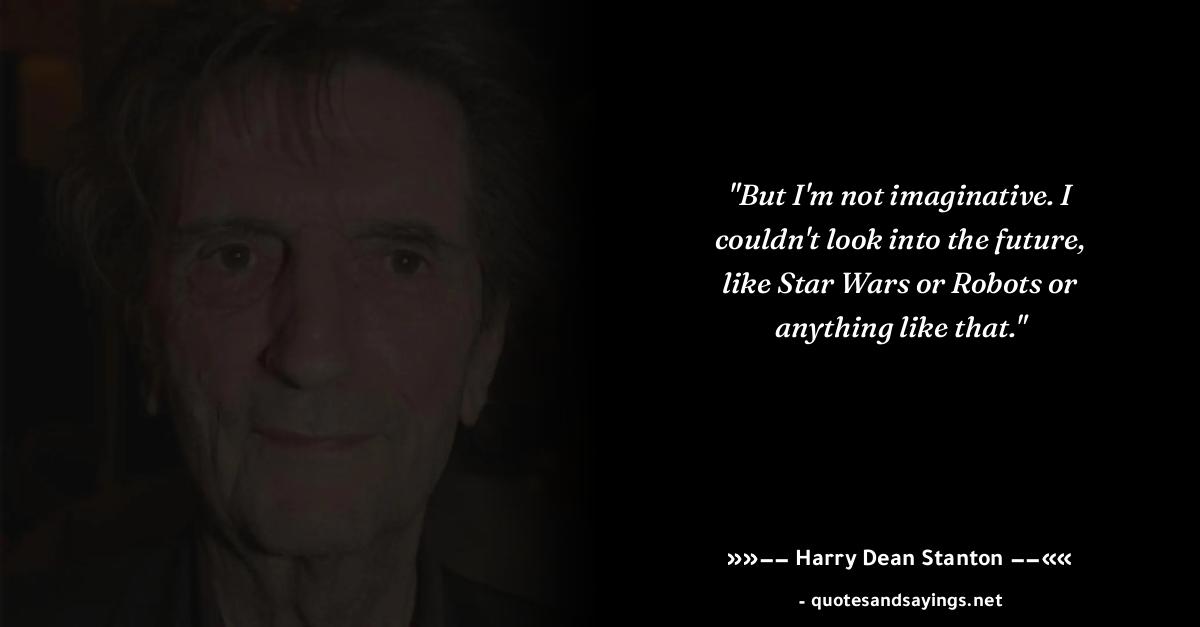 "But I'm not imaginative. I
couldn't look into the future,
like Star Wars or Robots or
anything like that."
»»−− Harry Dean Stanton −−««
- quotesandsayings.net